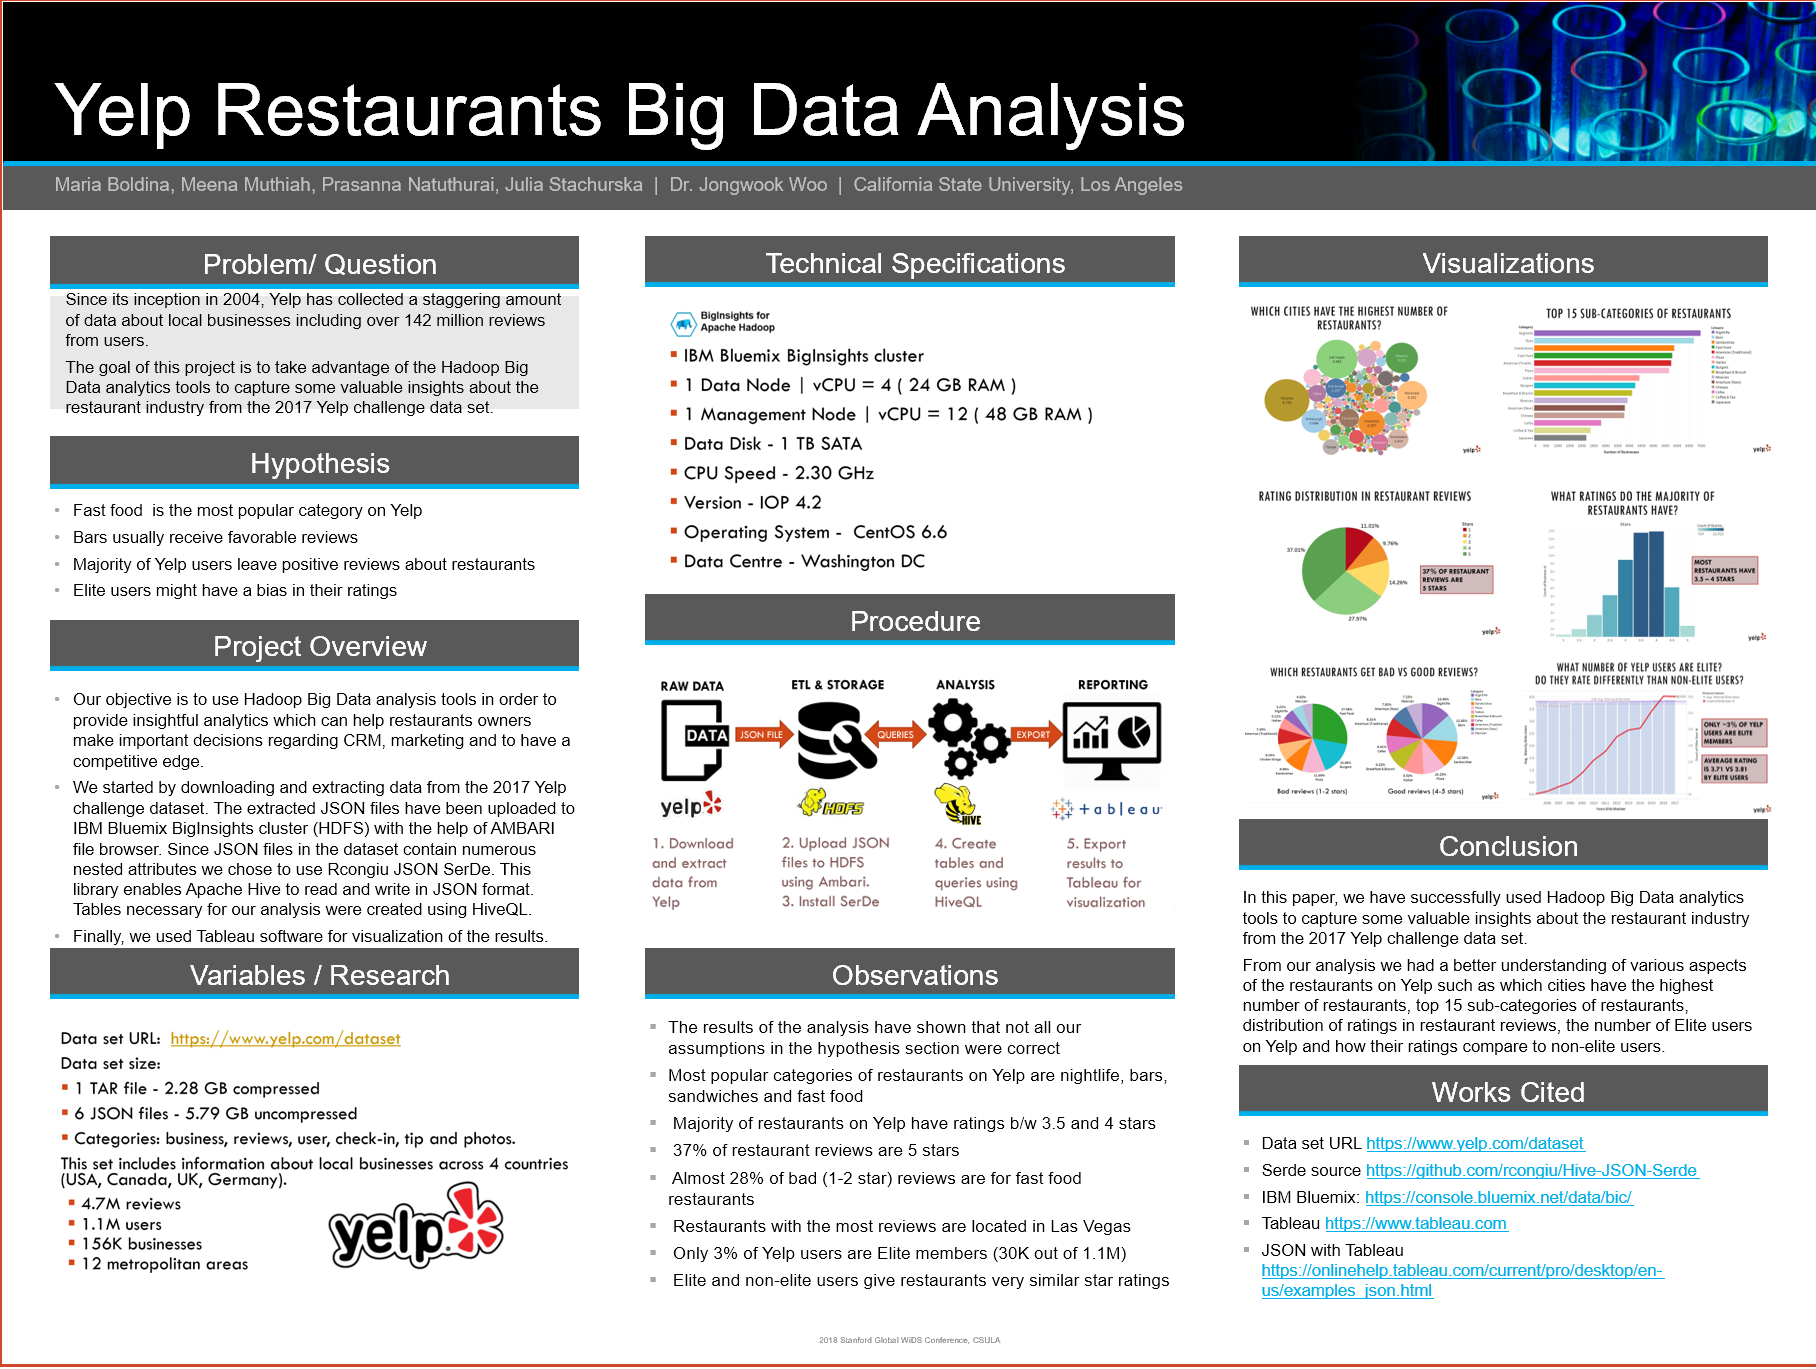 Yelp Restaurants Big Data Analysis
Maria Boldina, Meena Muthiah, Prasanna Natuthurai, Julia Stachurska | Dr. Jongwook Woo | California State University, Los Angeles
Problem/ Question
Since its inception in 2004, Yelp has collected a staggering amount
of data about local businesses including over 142 million reviews
from users.
The goal of this project is to take advantage of the Hadoop Big
Data analytics tools to capture some valuable insights about the
restaurant industry from the 2017 Yelp challenge data set.
Hypothesis
• Fast food  is the most popular category on Yelp
• Bars usually receive favorable reviews
• Majority of Yelp users leave positive reviews about restaurants
• Elite users might have a bias in their ratings
Project Overview
• Our objective is to use Hadoop Big Data analysis tools in order to
provide insightful analytics which can help restaurants owners
make important decisions regarding CRM, marketing and to have a
competitive edge.
• We started by downloading and extracting data from the 2017 Yelp
challenge dataset. The extracted JSON files have been uploaded to
IBM Bluemix BigInsights cluster (HDFS) with the help of AMBARI
file browser. Since JSON files in the dataset contain numerous
nested attributes we chose to use Rcongiu JSON SerDe. This
library enables Apache Hive to read and write in JSON format.
Tables necessary for our analysis were created using HiveQL.
• Finally, we used Tableau software for visualization of the results.
Variables / Research
Data set URL: https://www.yelp.com/dataset
Data set size:
1 TAR file - 2.28 GB compressed
6 JSON files - 5.79 GB uncompressed
Categories: business, reviews, user, check-in, tip and photos.
This set includes information about local businesses across 4 countries
(USA, Canada, UK, Germany).
4.7M reviews
1.1M users
156K businesses
12 metropolitan areas
yelp
Technical Specifications
BigInsights for
Apache Hadoop
IBM Bluemix BigInsights cluster
1 Data Node | vCPU = 4 ( 24 GB RAM )
1 Management Node | vCPU = 12 ( 48 GB RAM )
Data Disk - 1 TB SATA
CPU Speed - 2.30 GHz
Version - IOP 4.2
Operating System -  CentOS 6.6
Data Centre - Washington DC
Procedure
RAW DATA ETL & STORAGE ANALYSIS REPORTING
DATA JSON FILE QUERIES EXPORT
yelp HDFS HIVE +ableau
1. Download
and extract
data from
Yelp
2. Upload JSON
files to HDFS
using Ambari.
3. Install SerDe
4. Create
tables and
queries using
HiveQL
5. Export
results to
Tableau for
visualization
Observations
The results of the analysis have shown that not all our
assumptions in the hypothesis section were correct
Most popular categories of restaurants on Yelp are nightlife, bars,
sandwiches and fast food
Majority of restaurants on Yelp have ratings b/w 3.5 and 4 stars
37% of restaurant reviews are 5 stars
Almost 28% of bad (1-2 star) reviews are for fast food
restaurants
Restaurants with the most reviews are located in Las Vegas
Only 3% of Yelp users are Elite members (30K out of 1.1M)
Elite and non-elite users give restaurants very similar star ratings
Visualizations
WHICH CITIES HAVE THE HIGHEST NUMBER OF
RESTAURANTS?
yelp
TOP 15 SUB-CATEGORIES OF RESTAURANTS
yelp
RATING DISTRIBUTION IN RESTAURANT REVIEWS
11.01%
9.76%
14.26%
27.97%
37.01%
Stars
1
2
3
4
5
37% OF RESTAURANT
REVIEWS ARE
5 STARS
yelp
WHAT RATINGS DO THE MAJORITY OF
RESTAURANTS HAVE?
Stars
MOST
RESTAURANTS HAVE
3.5 – 4 STARS
yelp
WHICH RESTAURANTS GET BAD VS GOOD REVIEWS?
Bad reviews (1-2 stars)
Good reviews (4-5 stars)
yelp
WHAT NUMBER OF YELP USERS ARE ELITE?
DO THEY RATE DIFFERENTLY THAN NON-ELITE USERS?
ONLY ~3% OF YELP
USERS ARE ELITE
MEMBERS
AVERAGE RATING
IS 3.71 VS 3.81
BY ELITE USERS
yelp
Conclusion
In this paper, we have successfully used Hadoop Big Data analytics
tools to capture some valuable insights about the restaurant industry
from the 2017 Yelp challenge data set.
From our analysis we had a better understanding of various aspects
of the restaurants on Yelp such as which cities have the highest
number of restaurants, top 15 sub-categories of restaurants,
distribution of ratings in restaurant reviews, the number of Elite users
on Yelp and how their ratings compare to non-elite users.
Works Cited
Data set URL https://www.yelp.com/dataset
Serde source https://github.com/rcongiu/Hive-JSON-Serde
IBM Bluemix: https://console.bluemix.net/data/bic/
Tableau https://www.tableau.com
JSON with Tableau
https://onlinehelp.tableau.com/current/pro/desktop/en-
us/examples_json.html
2018 Stanford Global WiDS Conference, CSULA